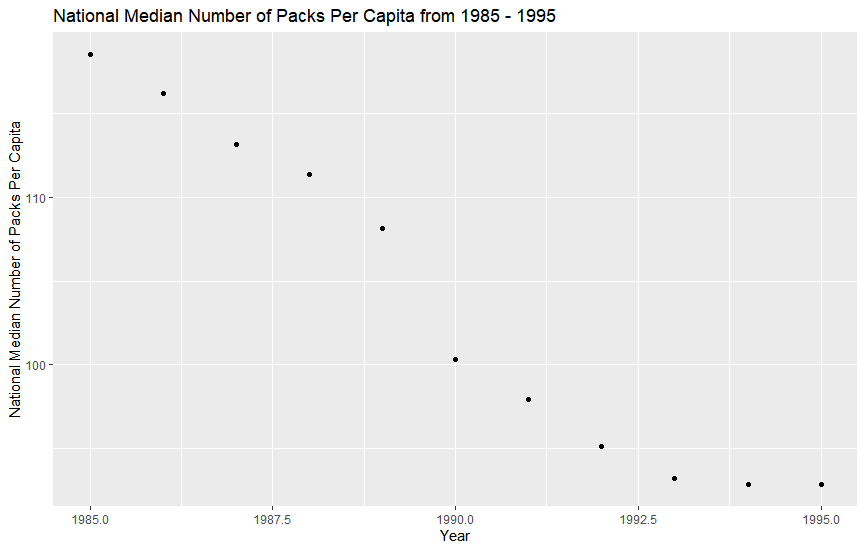 National Median Number of Packs Per Capita from 1985 - 1995
National Median Number of Packs Per Capita
110
100
1985.0
1987.5
1990.0
1992.5
1995.0
Year